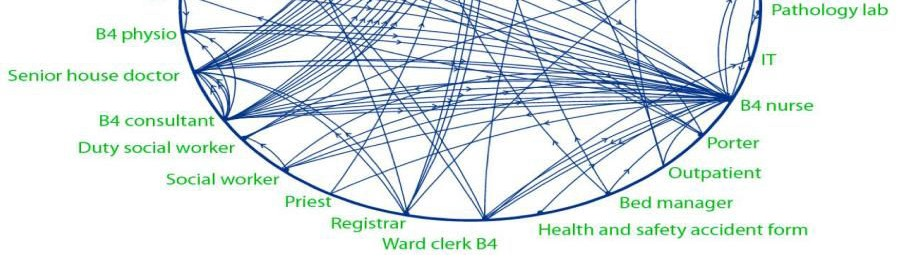 Pathology lab
B4 physio
IT
Senior house doctor
B4 nurse
B4 consultant
Porter
Duty social worker
Outpatient
Social worker
Priest
Bed manager
Registrar
Health and safety accident form
Ward clerk B4